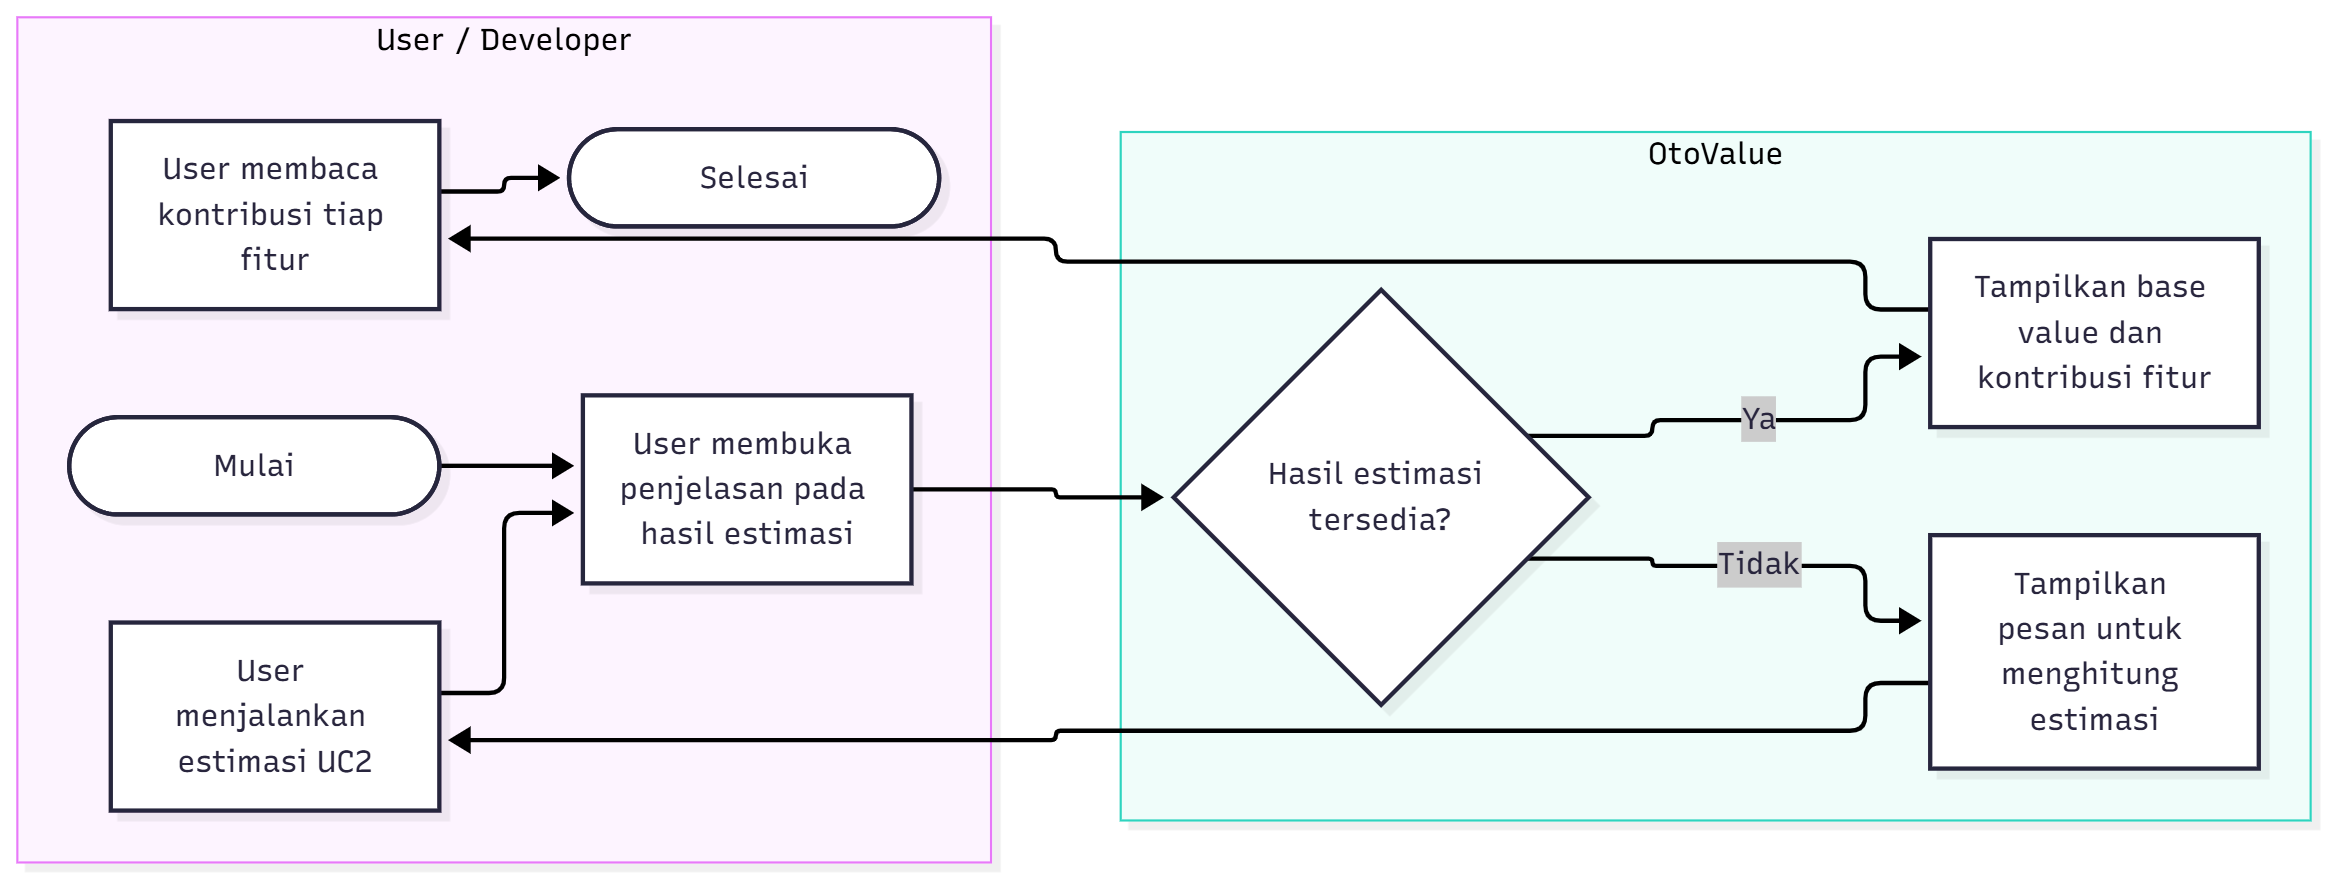 User / Developer
User membaca
kontribusi tiap
fitur
Selesai
Mulai
User membuka
penjelasan pada
hasil estimasi
User
menjalankan
estimasi UC2
OtoValue
Hasil estimasi
tersedia?
Ya
Tidak
Tampilkan base
value dan
kontribusi fitur
Tampilkan
pesan untuk
menghitung
estimasi